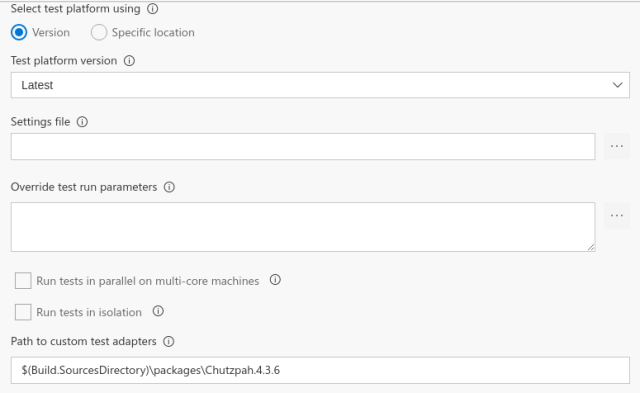 Select test platform using
Version Specific location
Test platform version
Latest
Settings file
...
Override test run parameters
...
Run tests in parallel on multi-core machines
Run tests in isolation
Path to custom test adapters
$(Build.SourcesDirectory)\packages\Chutzpah.4.3.6